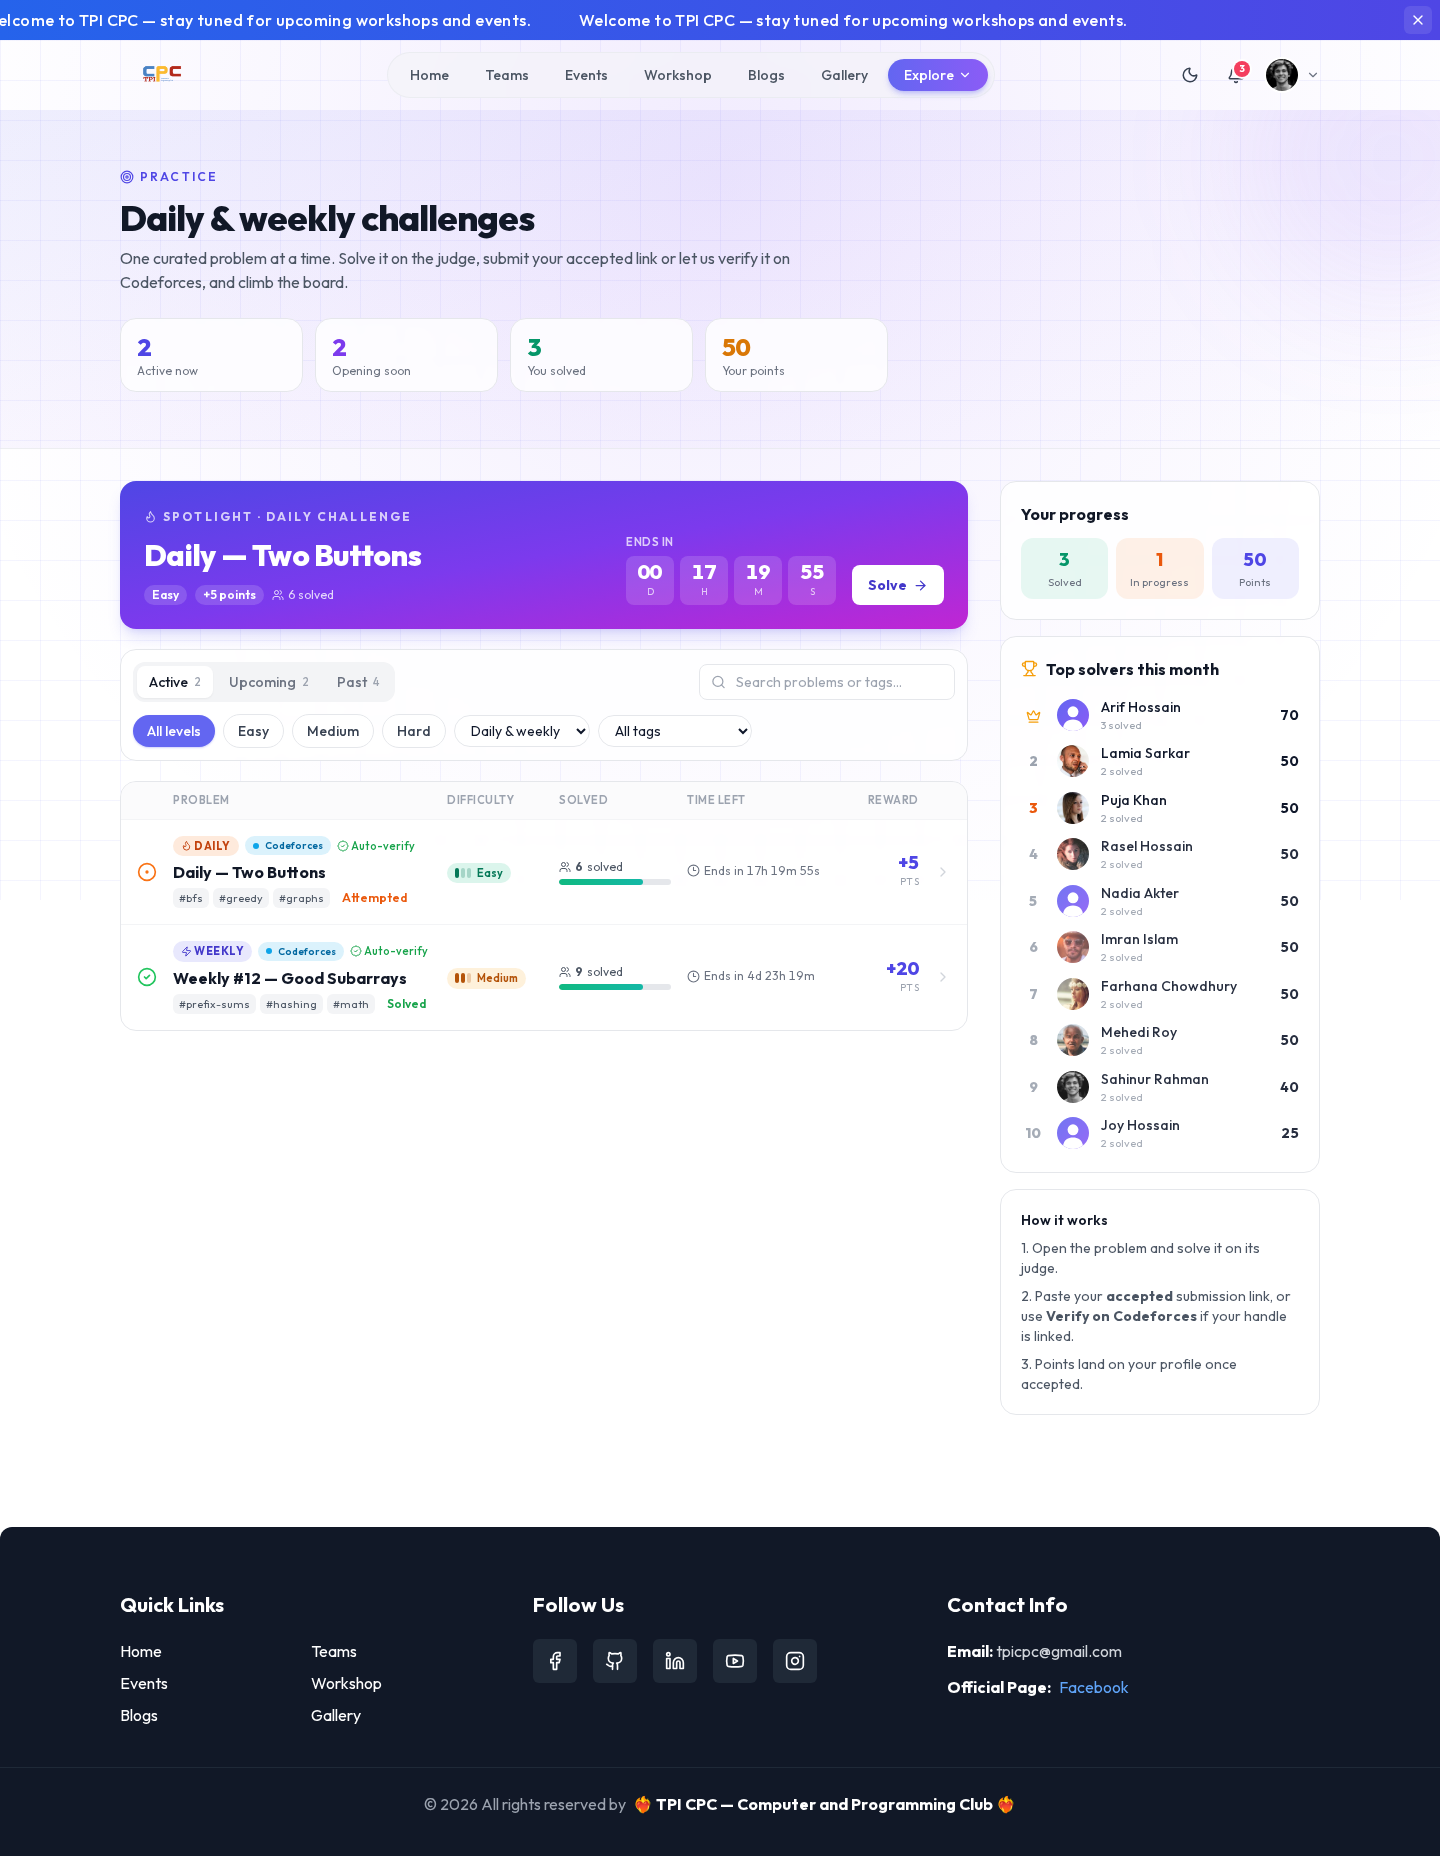 elcome to TPI CPC — stay tuned for upcoming workshops and events.
Welcome to TPI CPC — stay tuned for upcoming workshops and events.
CPC
TPI
Home
Teams
Events
Workshop
Blogs
Gallery
Explore
3
PRACTICE
Daily & weekly challenges
One curated problem at a time. Solve it on the judge, submit your accepted link or let us verify it on
Codeforces, and climb the board.
2
Active now
2
Opening soon
3
You solved
50
Your points
SPOTLIGHT · DAILY CHALLENGE
Daily — Two Buttons
Easy
+5 points
6 solved
ENDS IN
00
D
17
H
19
M
55
S
Solve
Active 2
Upcoming 2
Past 4
Search problems or tags...
All levels
Easy
Medium
Hard
Daily & weekly
All tags
PROBLEM
DIFFICULTY
SOLVED
TIME LEFT
REWARD
DAILY
Codeforces
Auto-verify
Daily — Two Buttons
#bfs
#greedy
#graphs
Attempted
Easy
6 solved
Ends in 17h 19m 55s
+5
PTS
WEEKLY
Codeforces
Auto-verify
Weekly #12 — Good Subarrays
#prefix-sums
#hashing
#math
Solved
Medium
9 solved
Ends in 4d 23h 19m
+20
PTS
Your progress
3
Solved
1
In progress
50
Points
Top solvers this month
Arif Hossain
3 solved
70
2
Lamia Sarkar
2 solved
50
3
Puja Khan
2 solved
50
4
Rasel Hossain
2 solved
50
5
Nadia Akter
2 solved
50
6
Imran Islam
2 solved
50
7
Farhana Chowdhury
2 solved
50
8
Mehedi Roy
2 solved
50
9
Sahinur Rahman
2 solved
40
10
Joy Hossain
2 solved
25
How it works
1. Open the problem and solve it on its
judge.
2. Paste your accepted submission link, or
use Verify on Codeforces if your handle
is linked.
3. Points land on your profile once
accepted.
Quick Links
Home
Teams
Events
Workshop
Blogs
Gallery
Follow Us
Contact Info
Email: tpicpc@gmail.com
Official Page: Facebook
© 2026 All rights reserved by ❤️‍🔥 TPI CPC — Computer and Programming Club ❤️‍🔥